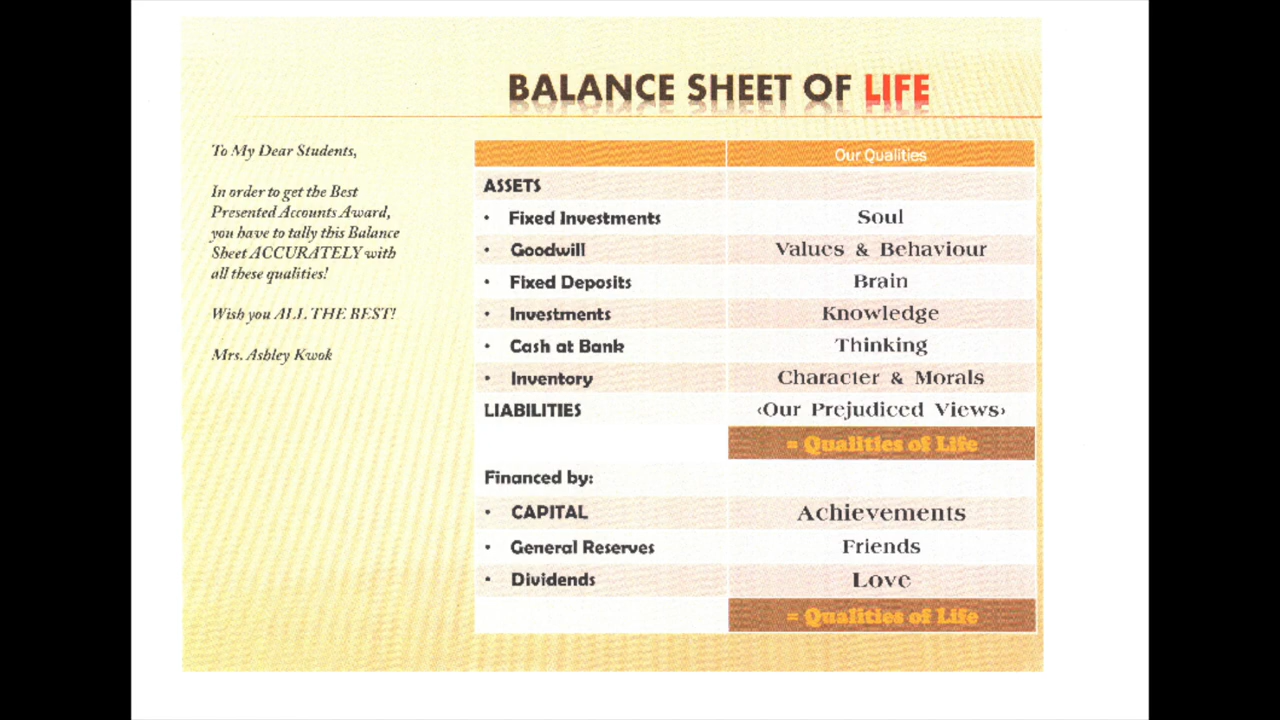 BALANCE SHEET OF LIFE
To My Dear Students,
In order to get the Best
Presented Accounts Award,
you have to tally this Balance
Sheet ACCURATELY with
all these qualities!
Wish you ALL THE BEST!
Mrs. Ashley Kwok
Our Qualities
ASSETS
• Fixed Investments Soul
• Goodwill Values & Behaviour
• Fixed Deposits Brain
• Investments Knowledge
• Cash at Bank Thinking
• Inventory Character & Morals
LIABILITIES ‹Our Prejudiced Views›
= Qualities of Life
Financed by:
• CAPITAL Achievements
• General Reserves Friends
• Dividends Love
= Qualities of Life